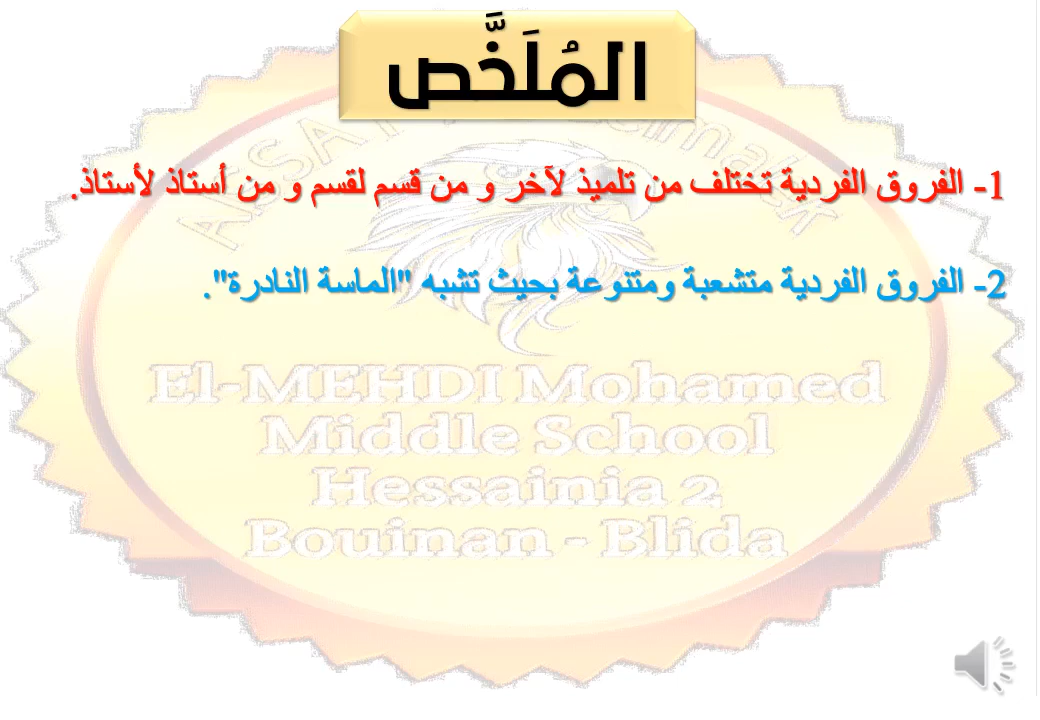 المُلَخَّص
1- الفروق الفردية تختلف من تلميذ لآخر و من قسم لقسم و من أستاذ لأستاذ.
2- الفروق الفردية متشعبة ومتنوعة بحيث تشبه "الماسة النادرة".
El-MEHDI Mohamed
Middle School
Hessainia 2
Bouinan - Blida